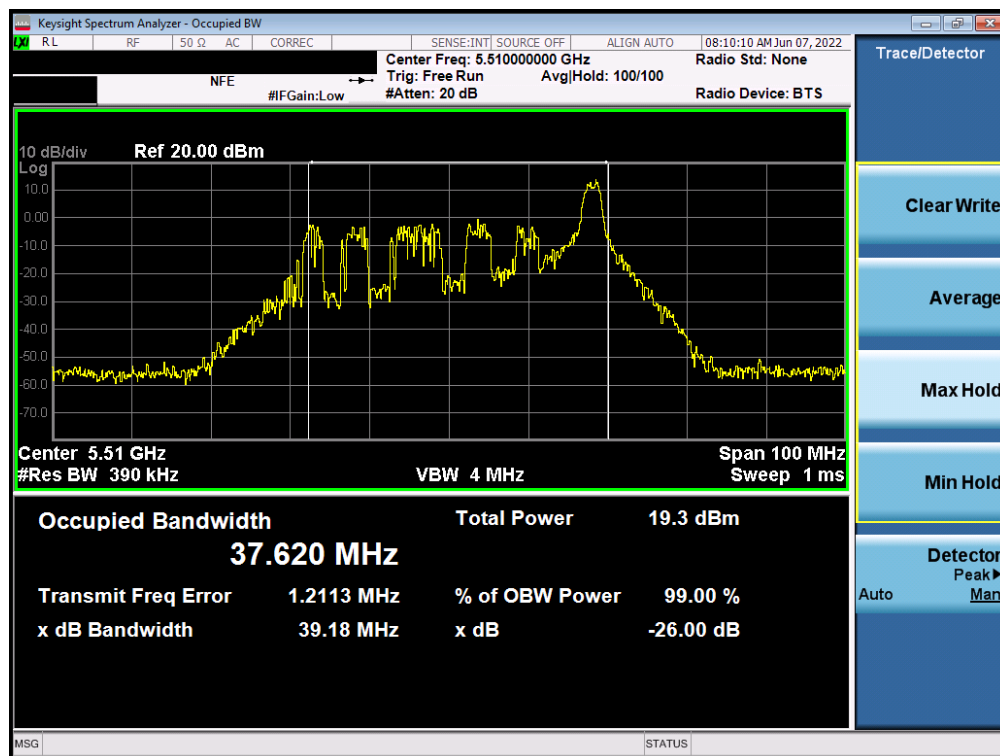 Keysight Spectrum Analyzer - Occupied BW
LXI RL RF 50 Ω AC CORREC SENSE:INT SOURCE OFF ALIGN AUTO 08:10:10 AM Jun 07, 2022
Center Freq: 5.510000000 GHz Radio Std: None
NFE Trig: Free Run Avg|Hold: 100/100
#IFGain:Low #Atten: 20 dB Radio Device: BTS
10 dB/div Ref 20.00 dBm
Log
10.0
0.00
-10.0
-20.0
-30.0
-40.0
-50.0
-60.0
-70.0
Center 5.51 GHz Span 100 MHz
#Res BW 390 kHz VBW 4 MHz Sweep 1 ms
Occupied Bandwidth Total Power 19.3 dBm
37.620 MHz
Transmit Freq Error 1.2113 MHz % of OBW Power 99.00 %
x dB Bandwidth 39.18 MHz x dB -26.00 dB
MSG STATUS
Trace/Detector
Clear Write
Average
Max Hold
Min Hold
Detector
Peak
Auto Man